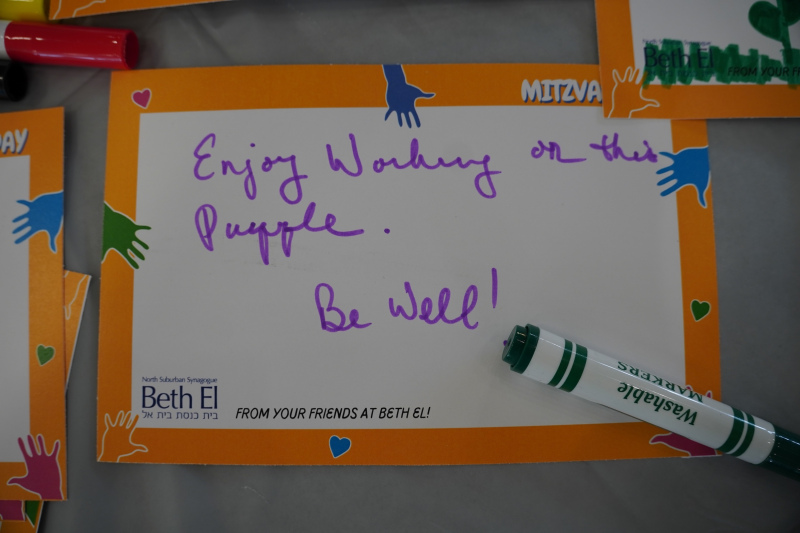 MITZVA
Enjoy Working on this
Puzzle.
Be Well!
North Suburban Synagogue
Beth El
בית כנסת בית אל
FROM YOUR FRIENDS AT BETH EL!
DAY
Beth El
FROM YOUR FR
Washable
MARKERS